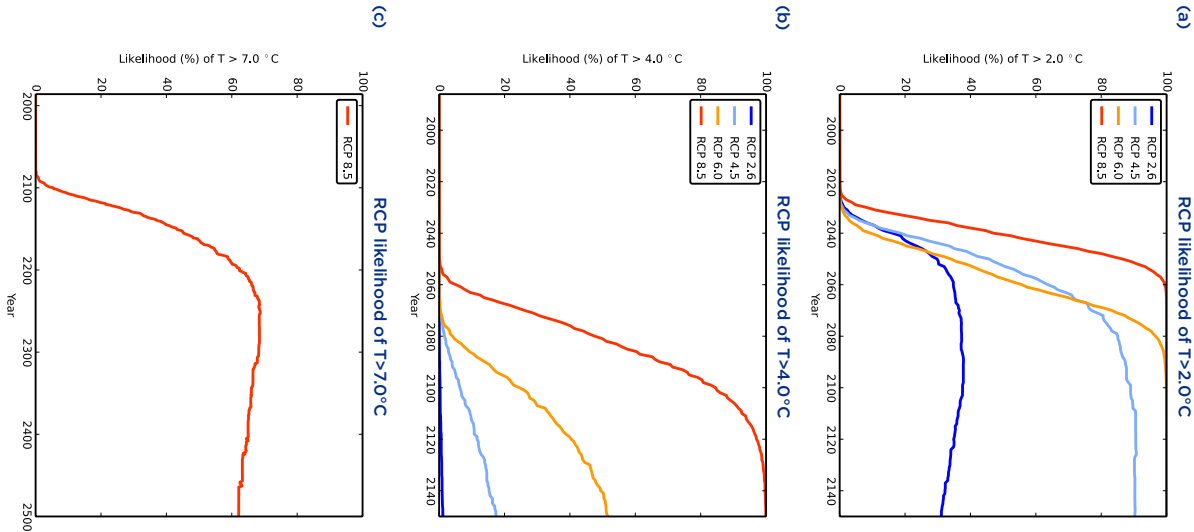 (a)
RCP likelihood of T>2.0°C
Likelihood (%) of T > 2.0 °C
100
80
60
40
20
0
RCP 2.6
RCP 4.5
RCP 6.0
RCP 8.5
2000
2020
2040
2060
2080
2100
2120
2140
Year
(b)
RCP likelihood of T>4.0°C
Likelihood (%) of T > 4.0 °C
100
80
60
40
20
0
RCP 2.6
RCP 4.5
RCP 6.0
RCP 8.5
2000
2020
2040
2060
2080
2100
2120
2140
Year
(c)
RCP likelihood of T>7.0°C
Likelihood (%) of T > 7.0 °C
100
80
60
40
20
0
RCP 8.5
2000
2100
2200
2300
2400
2500
Year